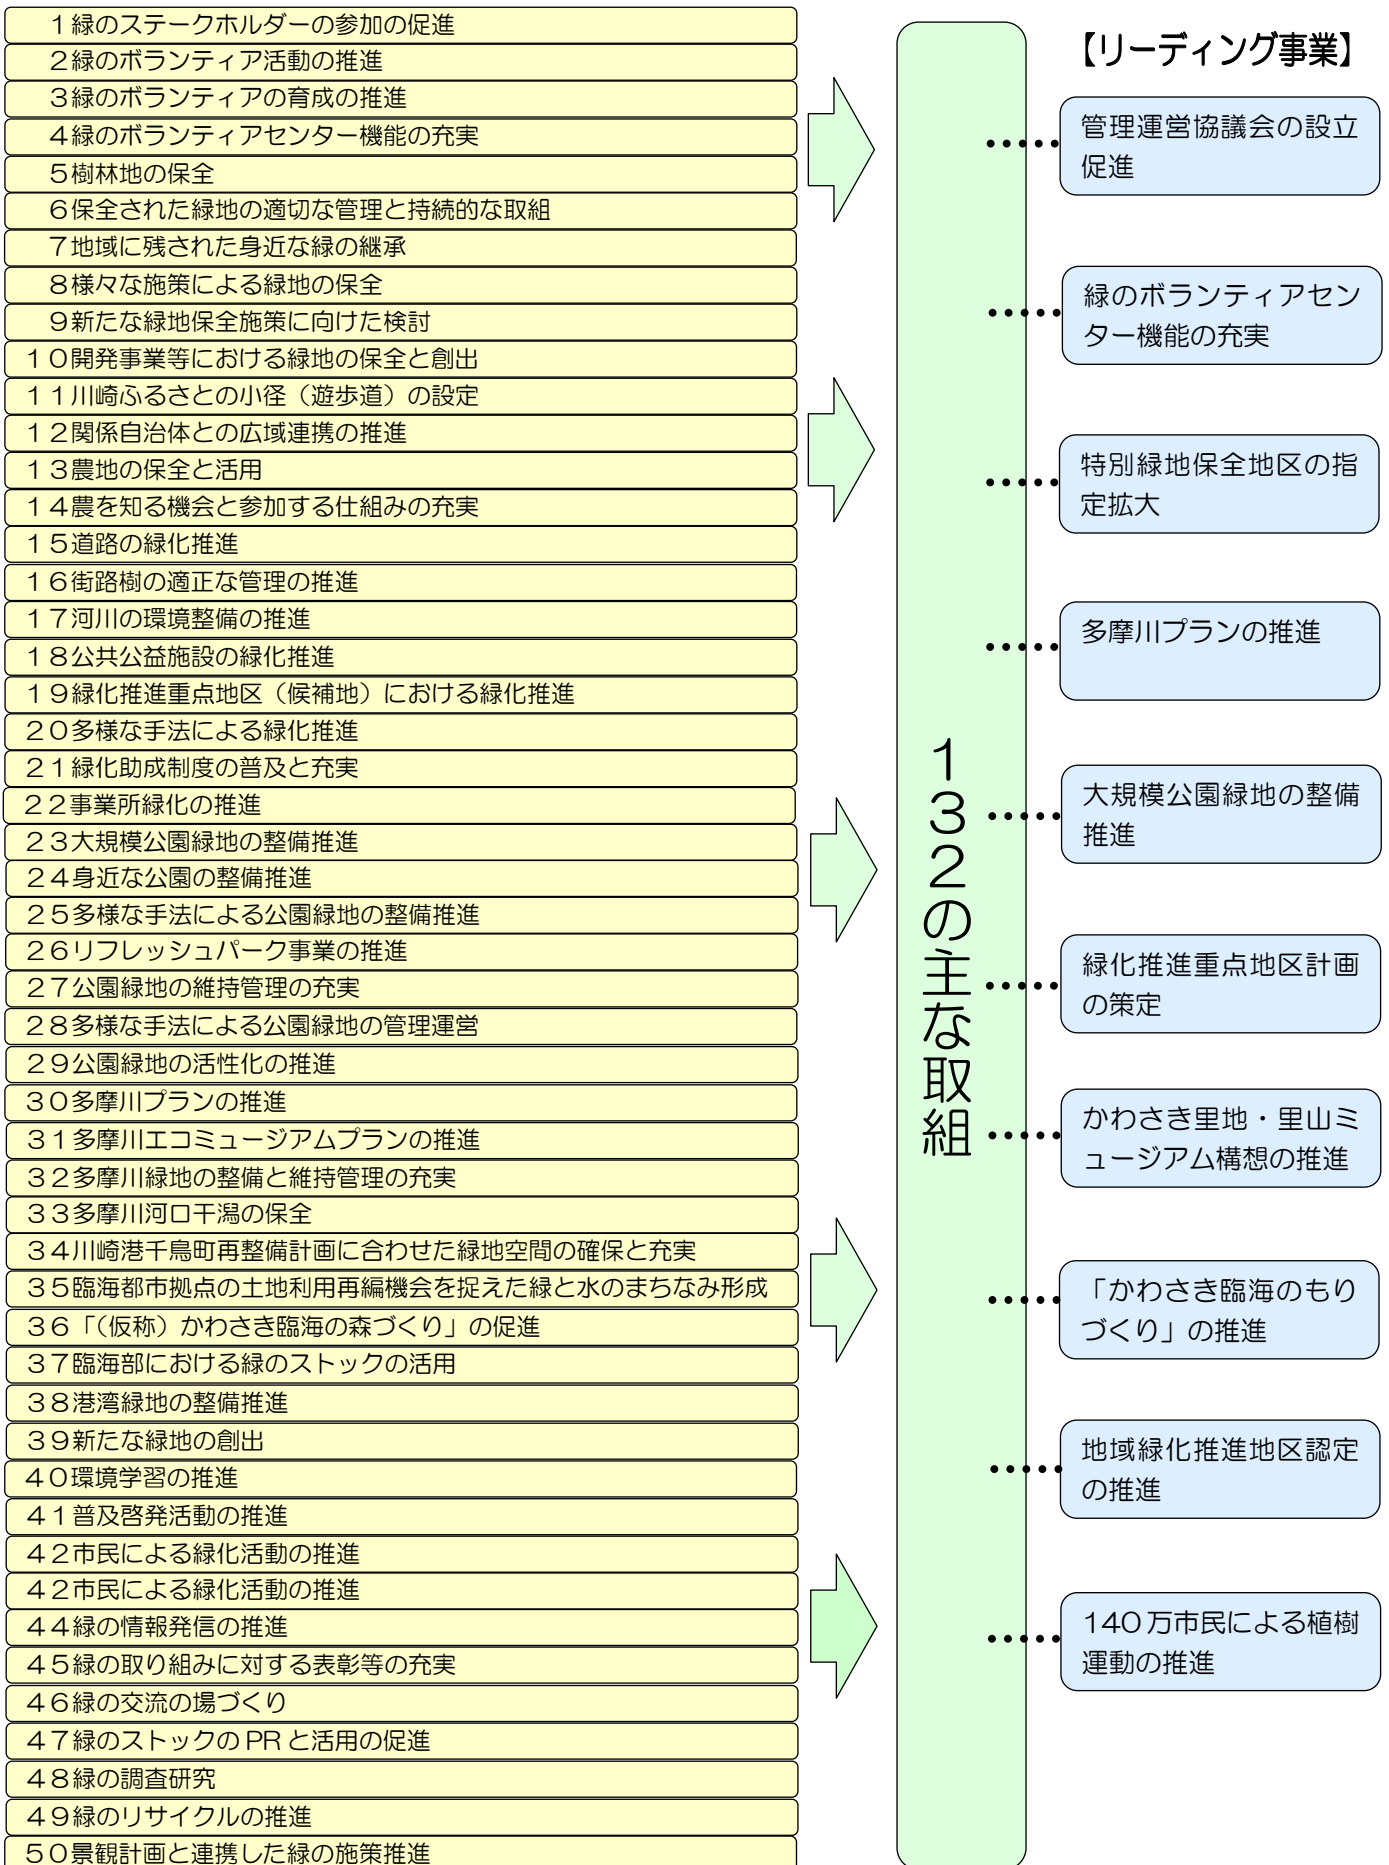 １緑のステークホルダーの参加の促進
２緑のボランティア活動の推進
３緑のボランティアの育成の推進
４緑のボランティアセンター機能の充実
５樹林地の保全
６保全された緑地の適切な管理と持続的な取組
７地域に残された身近な緑の継承
８様々な施策による緑地の保全
９新たな緑地保全施策に向けた検討
１０開発事業等における緑地の保全と創出
１１川崎ふるさとの小径（遊歩道）の設定
１２関係自治体との広域連携の推進
１３農地の保全と活用
１４農を知る機会と参加する仕組みの充実
１５道路の緑化推進
１６街路樹の適正な管理の推進
１７河川の環境整備の推進
１８公共公益施設の緑化推進
１９緑化推進重点地区（候補地）における緑化推進
２０多様な手法による緑化推進
２１緑化助成制度の普及と充実
２２事業所緑化の推進
２３大規模公園緑地の整備推進
２４身近な公園の整備推進
２５多様な手法による公園緑地の整備推進
２６リフレッシュパーク事業の推進
２７公園緑地の維持管理の充実
２８多様な手法による公園緑地の管理運営
２９公園緑地の活性化の推進
３０多摩川プランの推進
３１多摩川エコミュージアムプランの推進
３２多摩川緑地の整備と維持管理の充実
３３多摩川河口干潟の保全
３４川崎港千鳥町再整備計画に合わせた緑地空間の確保と充実
３５臨海都市拠点の土地利用再編機会を捉えた緑と水のまちなみ形成
３６「（仮称）かわさき臨海の森づくり」の促進
３７臨海部における緑のストックの活用
３８港湾緑地の整備推進
３９新たな緑地の創出
４０環境学習の推進
４１普及啓発活動の推進
４２市民による緑化活動の推進
４２市民による緑化活動の推進
４４緑の情報発信の推進
４５緑の取り組みに対する表彰等の充実
４６緑の交流の場づくり
４７緑のストックのPRと活用の促進
４８緑の調査研究
４９緑のリサイクルの推進
５０景観計画と連携した緑の施策推進
１３２の主な取組
【リーディング事業】
管理運営協議会の設立
促進
緑のボランティアセン
ター機能の充実
特別緑地保全地区の指
定拡大
多摩川プランの推進
大規模公園緑地の整備
推進
緑化推進重点地区計画
の策定
かわさき里地・里山ミ
ュージアム構想の推進
「かわさき臨海のもり
づくり」の推進
地域緑化推進地区認定
の推進
140万市民による植樹
運動の推進